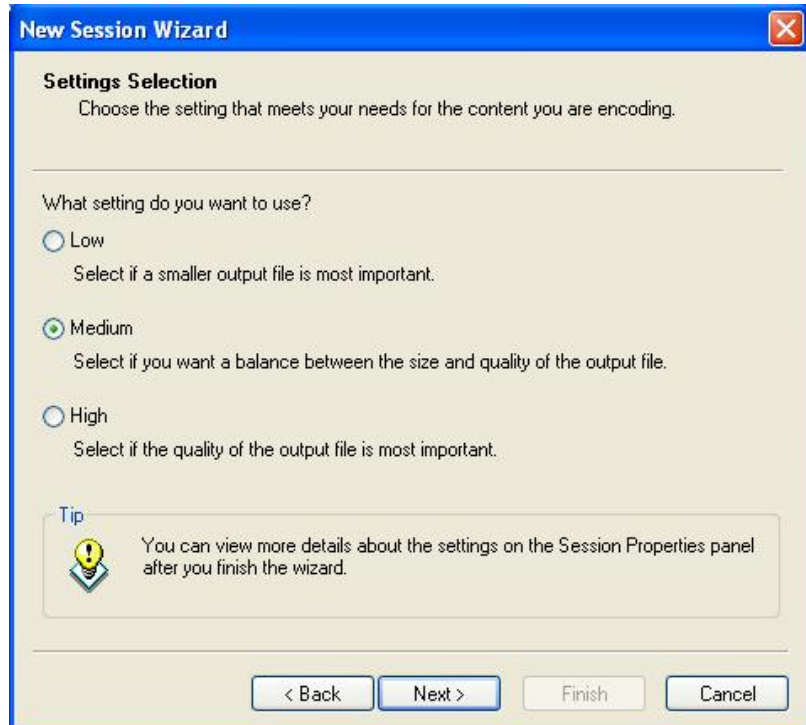 New Session Wizard
Settings Selection
Choose the setting that meets your needs for the content you are encoding.
What setting do you want to use?
Low
Select if a smaller output file is most important.
Medium
Select if you want a balance between the size and quality of the output file.
High
Select if the quality of the output file is most important.
Tip
You can view more details about the settings on the Session Properties panel
after you finish the wizard.
< Back
Next >
Finish
Cancel